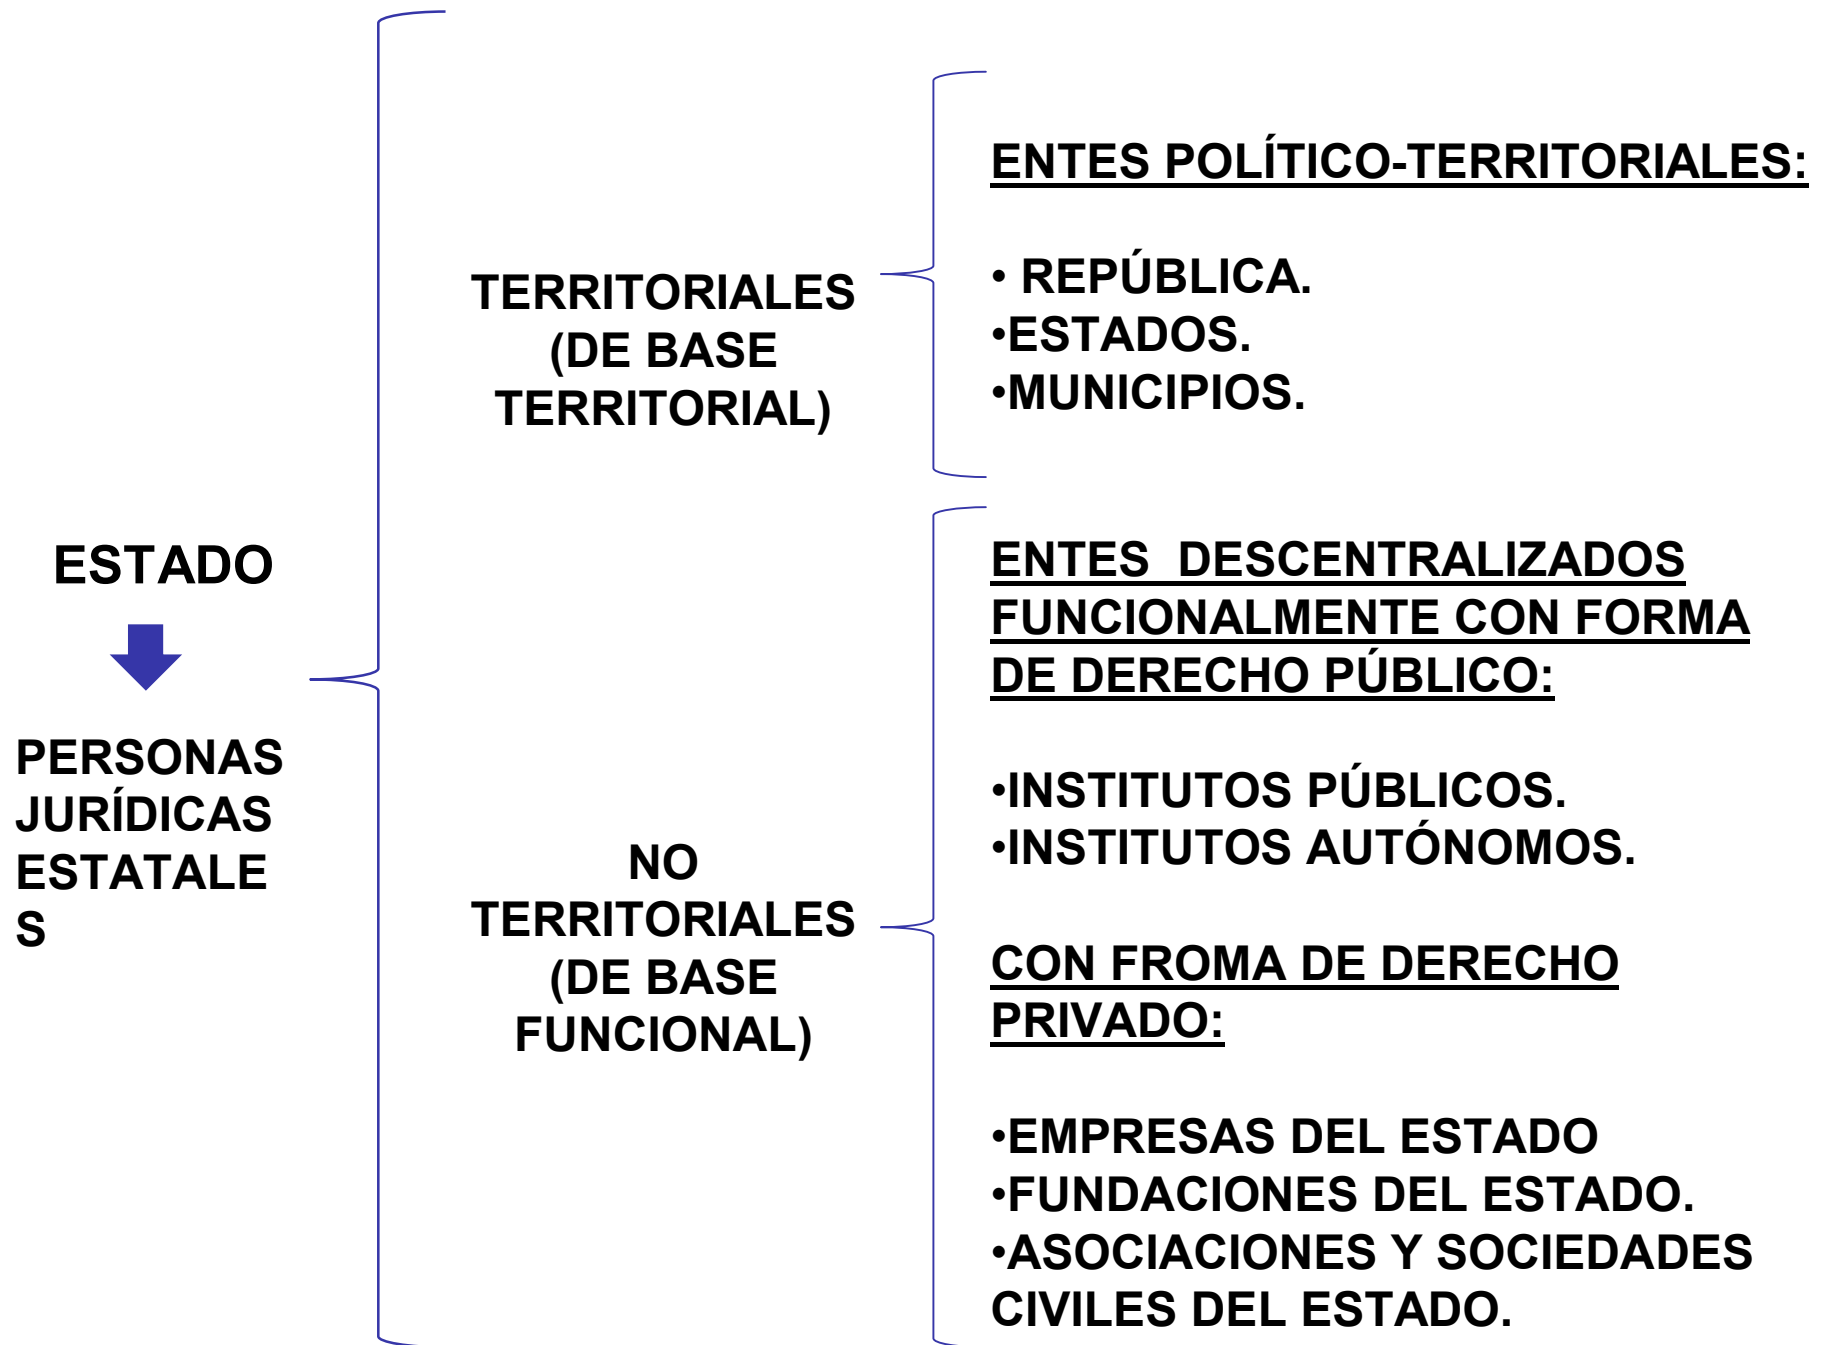 ESTADO
PERSONAS
JURÍDICAS
ESTATALE
S
TERRITORIALES
(DE BASE
TERRITORIAL)
ENTES POLÍTICO-TERRITORIALES:
• REPÚBLICA.
•ESTADOS.
•MUNICIPIOS.
NO
TERRITORIALES
(DE BASE
FUNCIONAL)
ENTES  DESCENTRALIZADOS
FUNCIONALMENTE CON FORMA
DE DERECHO PÚBLICO:
•INSTITUTOS PÚBLICOS.
•INSTITUTOS AUTÓNOMOS.
CON FROMA DE DERECHO
PRIVADO:
•EMPRESAS DEL ESTADO
•FUNDACIONES DEL ESTADO.
•ASOCIACIONES Y SOCIEDADES
CIVILES DEL ESTADO.